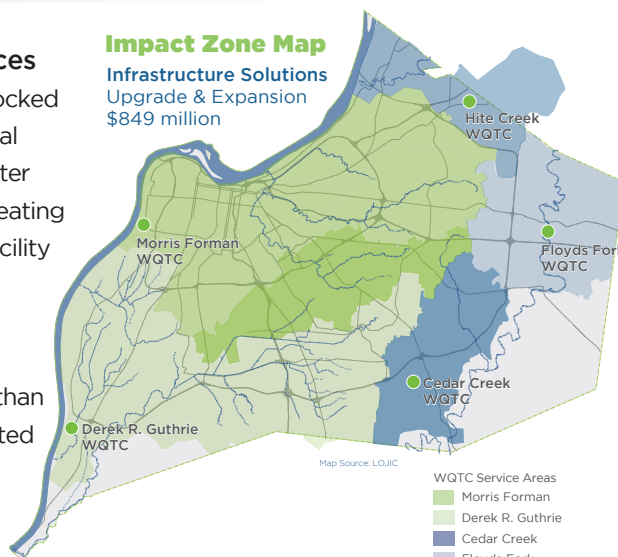 ces
ocked
al
ter
eating
cility
than
ted
Impact Zone Map
Infrastructure Solutions
Upgrade & Expansion
$849 million
Hite Creek
WQTC
Morris Forman
WQTC
Floyds For
WQTC
Cedar Creek
WQTC
Derek R. Guthrie
WQTC
Map Source: LOJIC
WQTC Service Areas
Morris Forman
Derek R. Guthrie
Cedar Creek
Floyds Fork